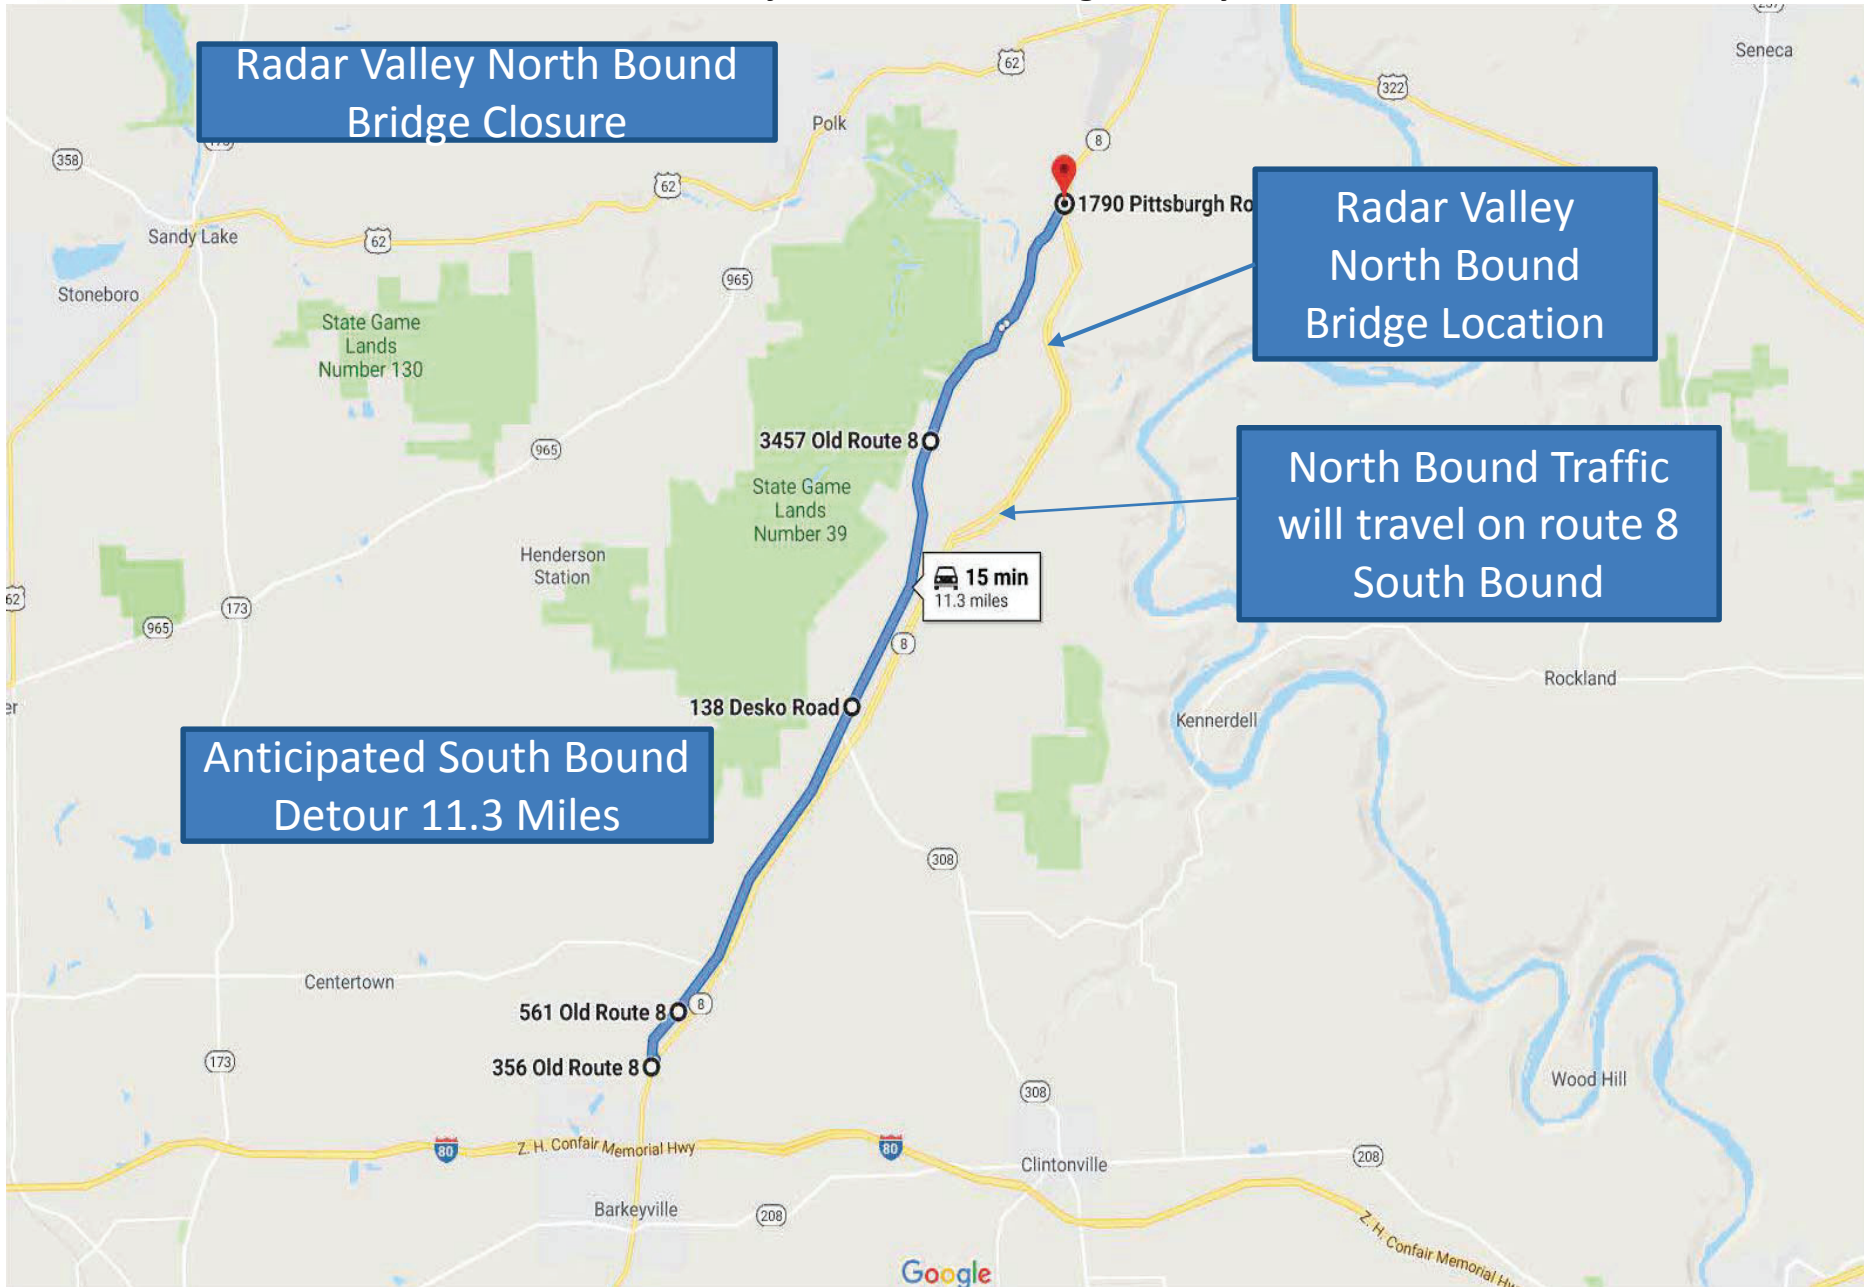 Radar Valley North Bound
Bridge Closure
62
322
237
Seneca
Polk
358
173
8
62
1790 Pittsburgh Ro
Radar Valley
North Bound
Bridge Location
Sandy Lake
62
Stoneboro
965
State Game
Lands
Number 130
3457 Old Route 8
965
State Game
Lands
Number 39
North Bound Traffic
will travel on route 8
South Bound
Henderson
Station
15 min
11.3 miles
62
173
965
8
Rockland
er
138 Desko Road
Kennerdell
Anticipated South Bound
Detour 11.3 Miles
308
Centertown
561 Old Route 8
8
173
356 Old Route 8
308
Wood Hill
80
Z. H. Confair Memorial Hwy
80
Clintonville
208
Barkeyville
208
Z. H. Confair Memorial Hw
Google